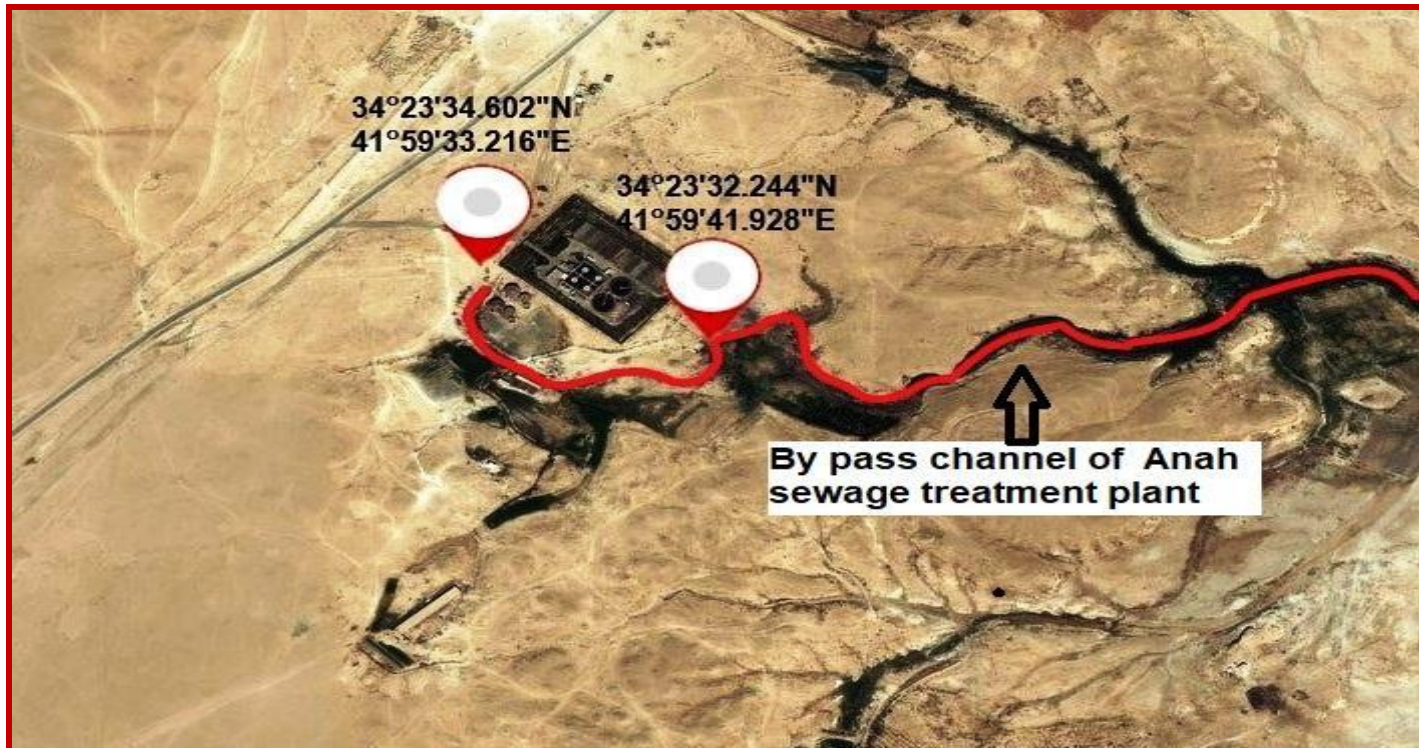 34°23'34.602"N
41°59'33.216"E
34°23'32.244"N
41°59'41.928"E
By pass channel of Anah
sewage treatment plant